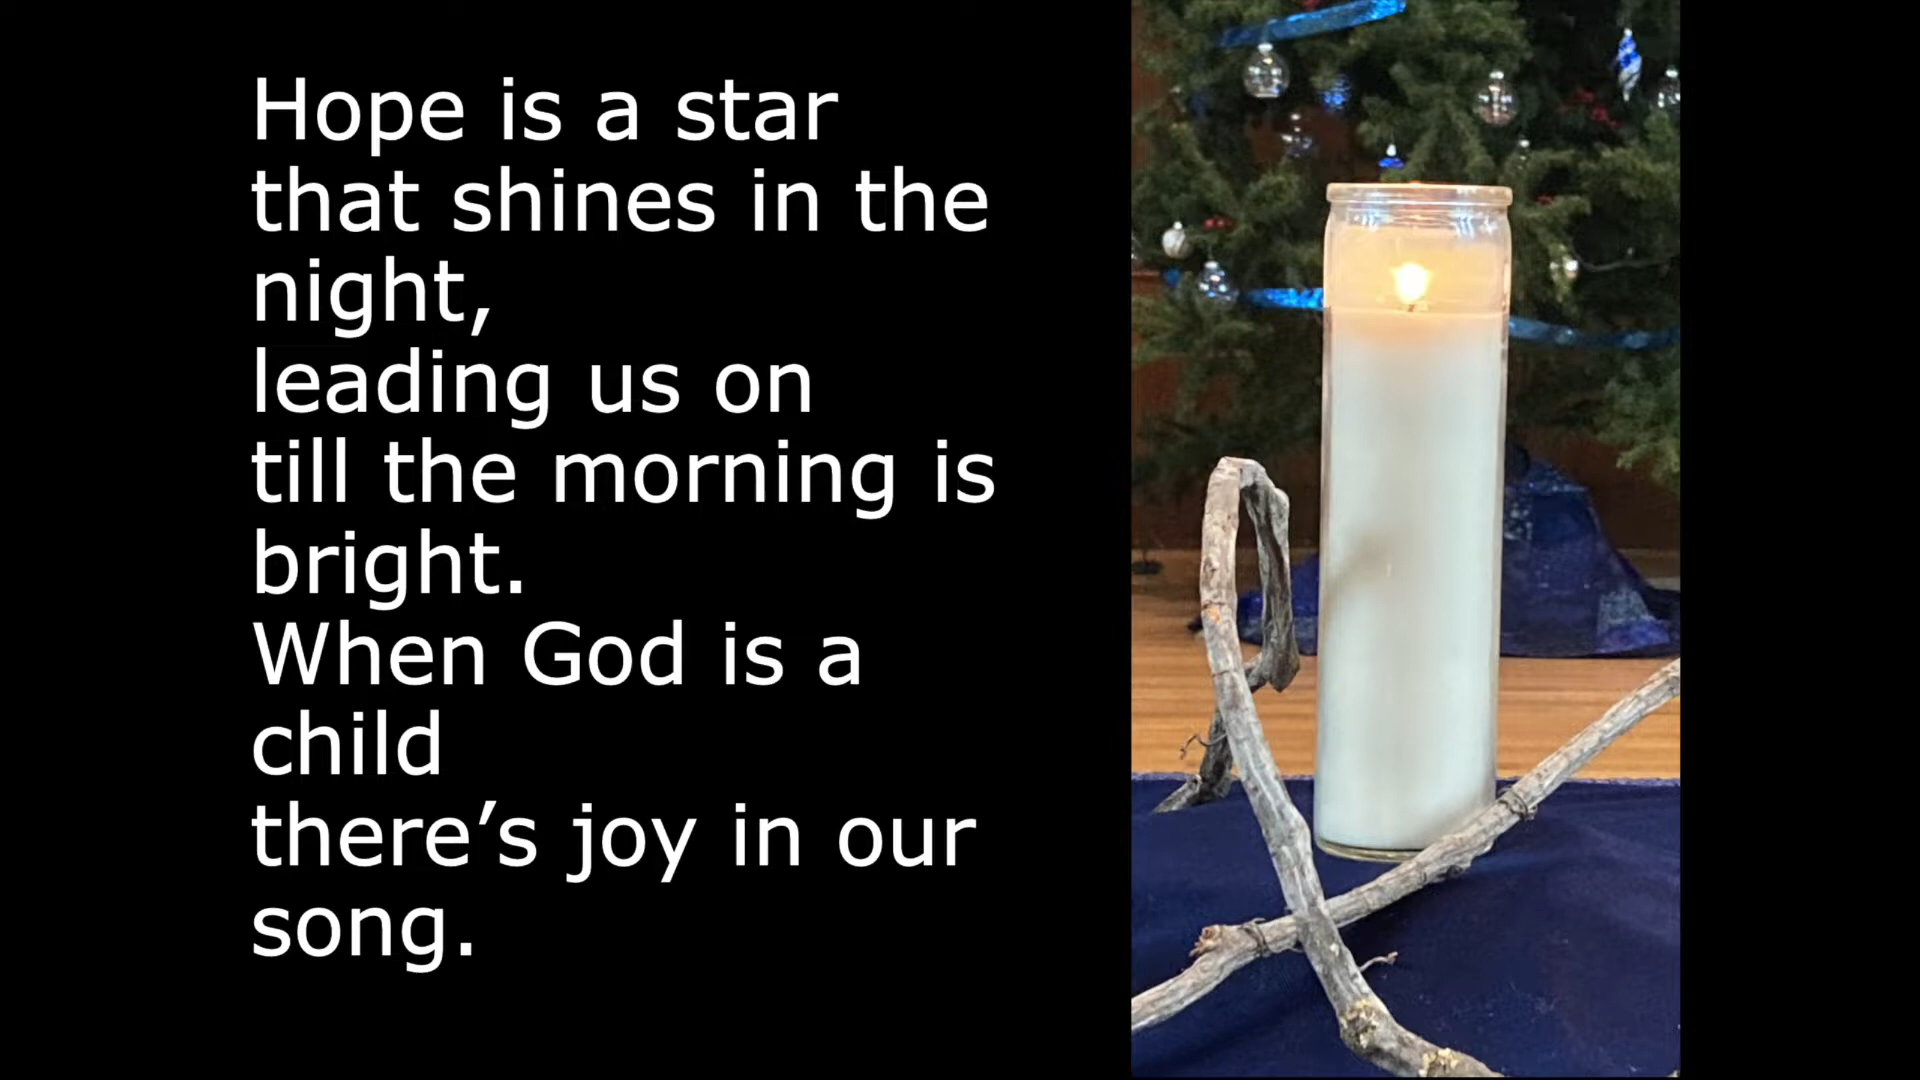 Hope is a star
that shines in the
night,
leading us on
till the morning is
bright.
When God is a
child
there’s joy in our
song.